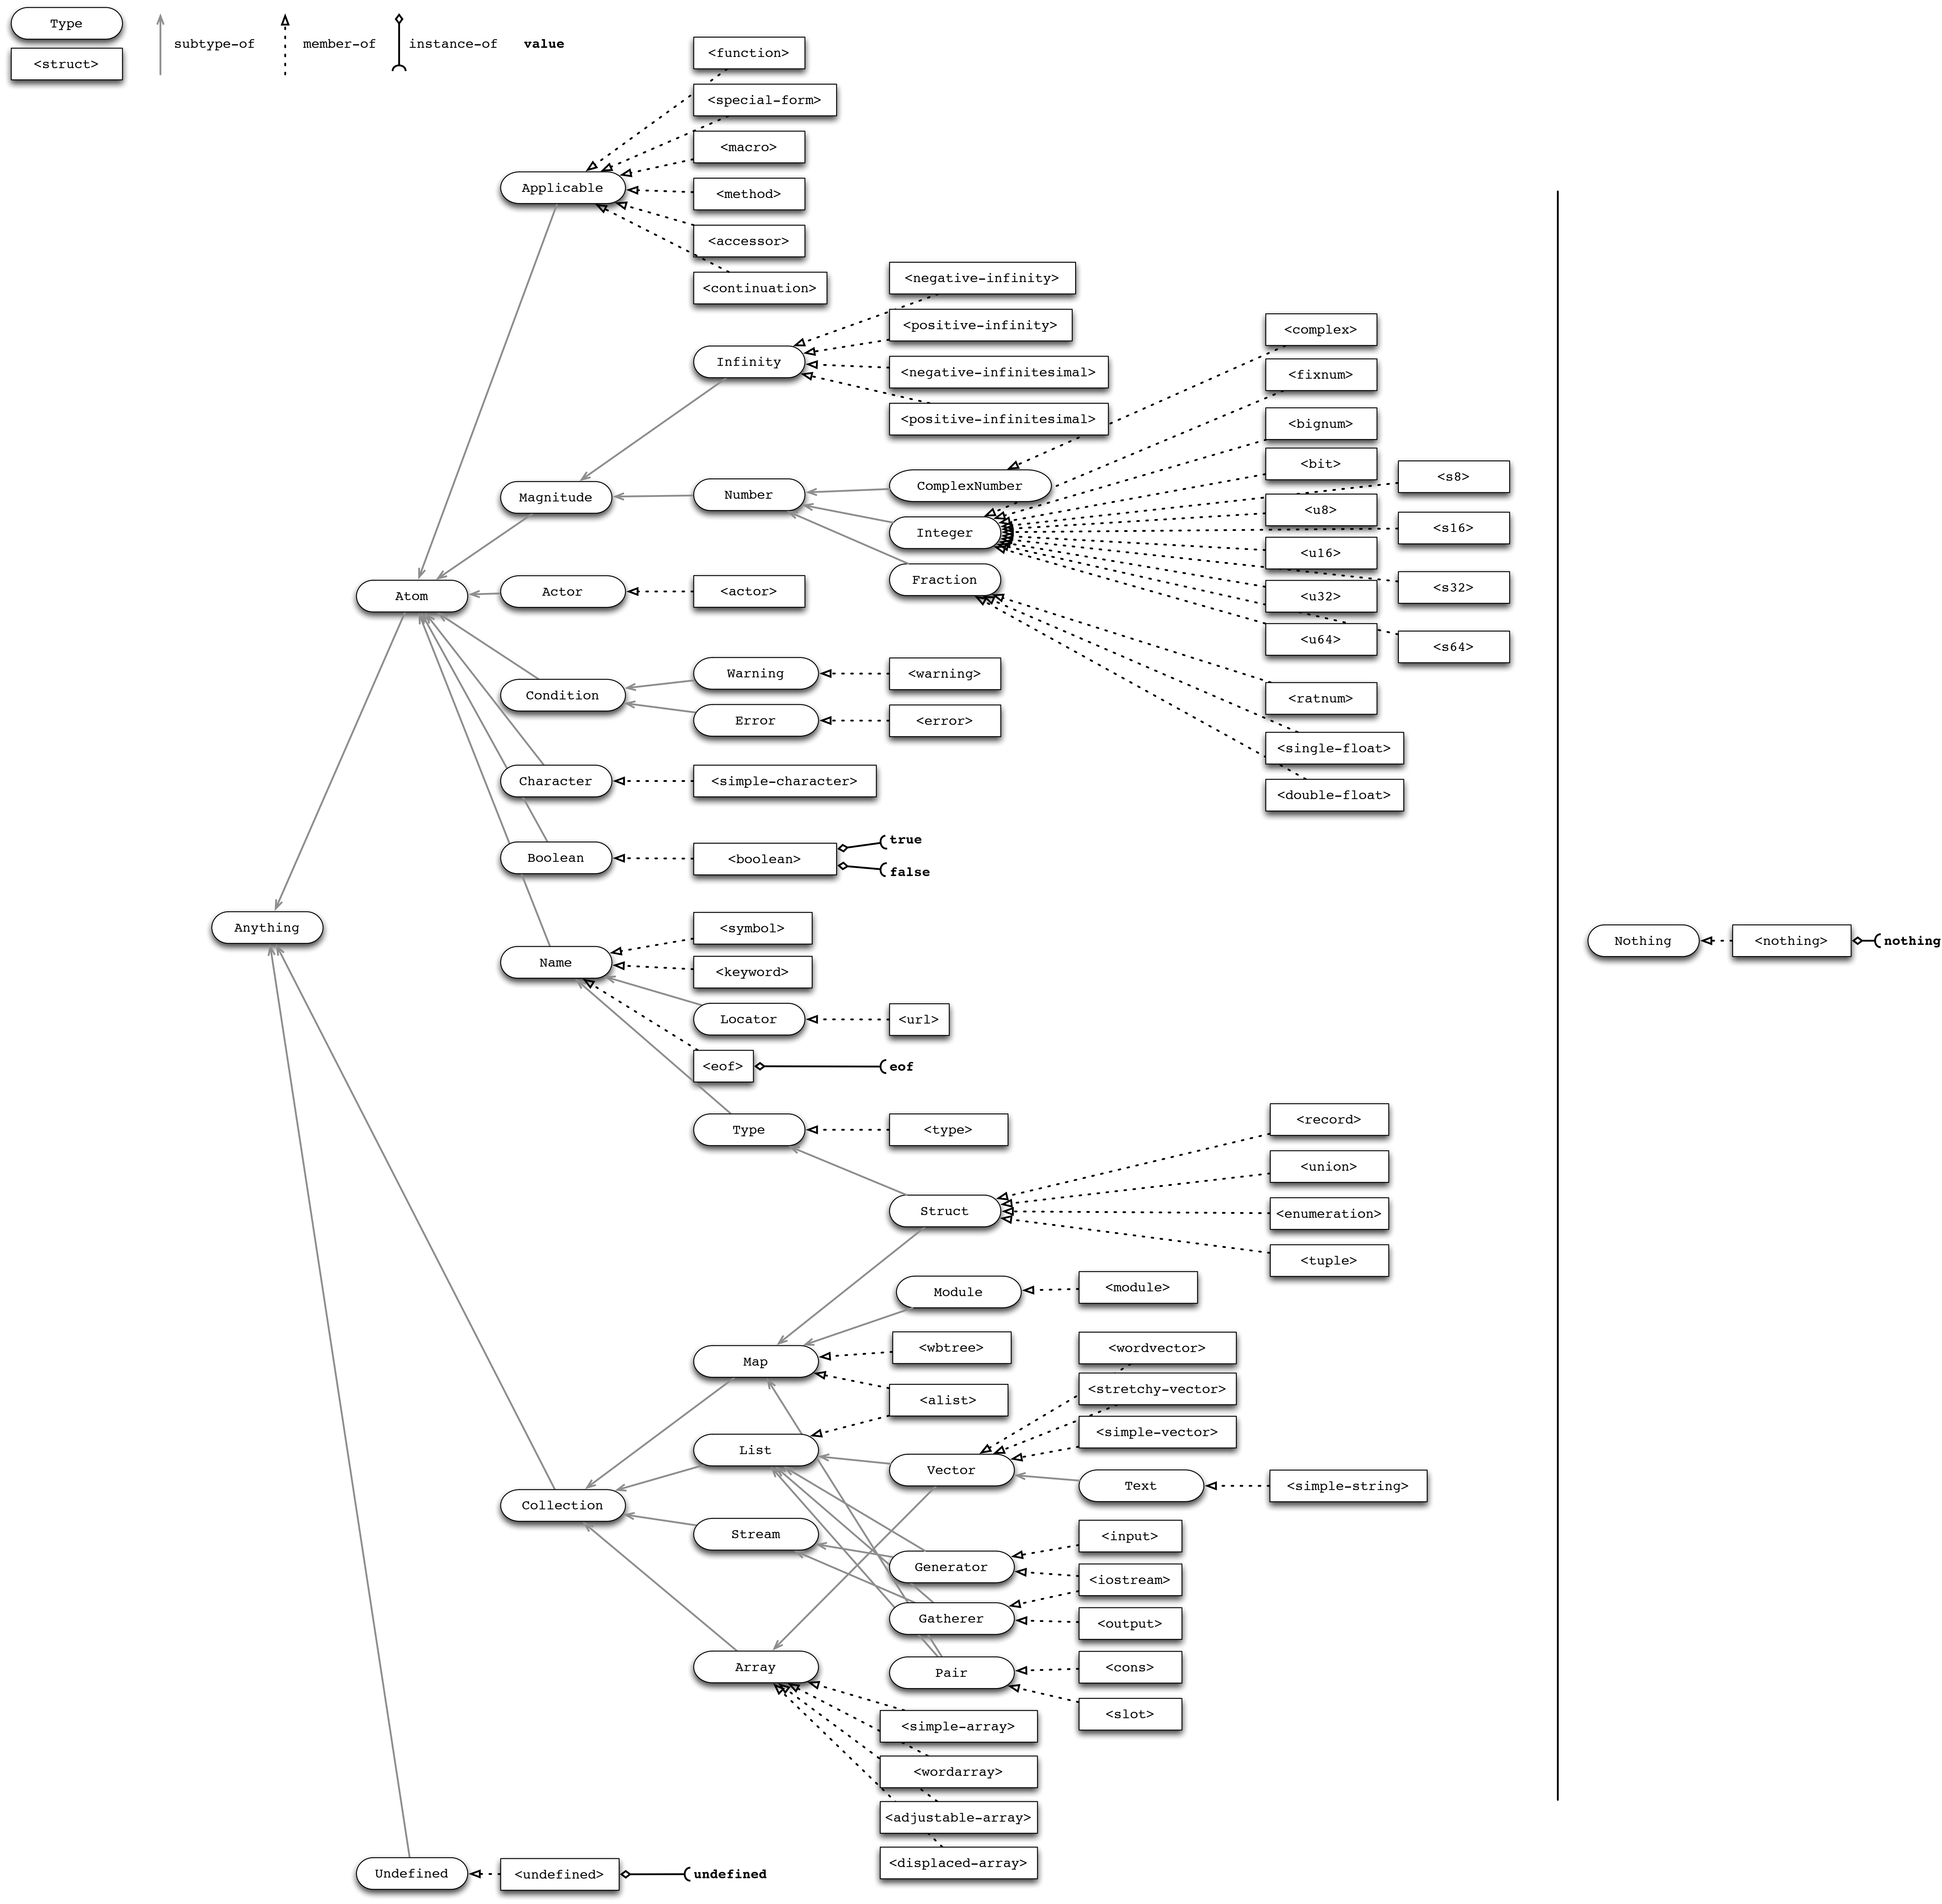 Type
<struct>
subtype-of
member-of
instance-of
value
<function>
<special-form>
<macro>
Applicable
<method>
<accessor>
<continuation>
<negative-infinity>
<positive-infinity>
Infinity
<negative-infinitesimal>
<positive-infinitesimal>
<complex>
<fixnum>
<bignum>
<bit>
<s8>
Magnitude
Number
ComplexNumber
<u8>
<s16>
Integer
<u16>
Fraction
<s32>
<u32>
<u64>
<s64>
Atom
Actor
<actor>
Warning
<warning>
Condition
Error
<error>
<ratnum>
<single-float>
<double-float>
Character
<simple-character>
Boolean
<boolean>
true
false
Anything
<symbol>
Name
<keyword>
Locator
<url>
<eof>
eof
Nothing
<nothing>
nothing
Type
<type>
<record>
<union>
Struct
<enumeration>
<tuple>
Module
<module>
Map
<wbtree>
<alist>
<wordvector>
<stretchy-vector>
<simple-vector>
List
Vector
Text
<simple-string>
Collection
Stream
<input>
Generator
<iostream>
Gatherer
<output>
Array
Pair
<cons>
<slot>
<simple-array>
<wordarray>
<adjustable-array>
<displaced-array>
Undefined
<undefined>
undefined